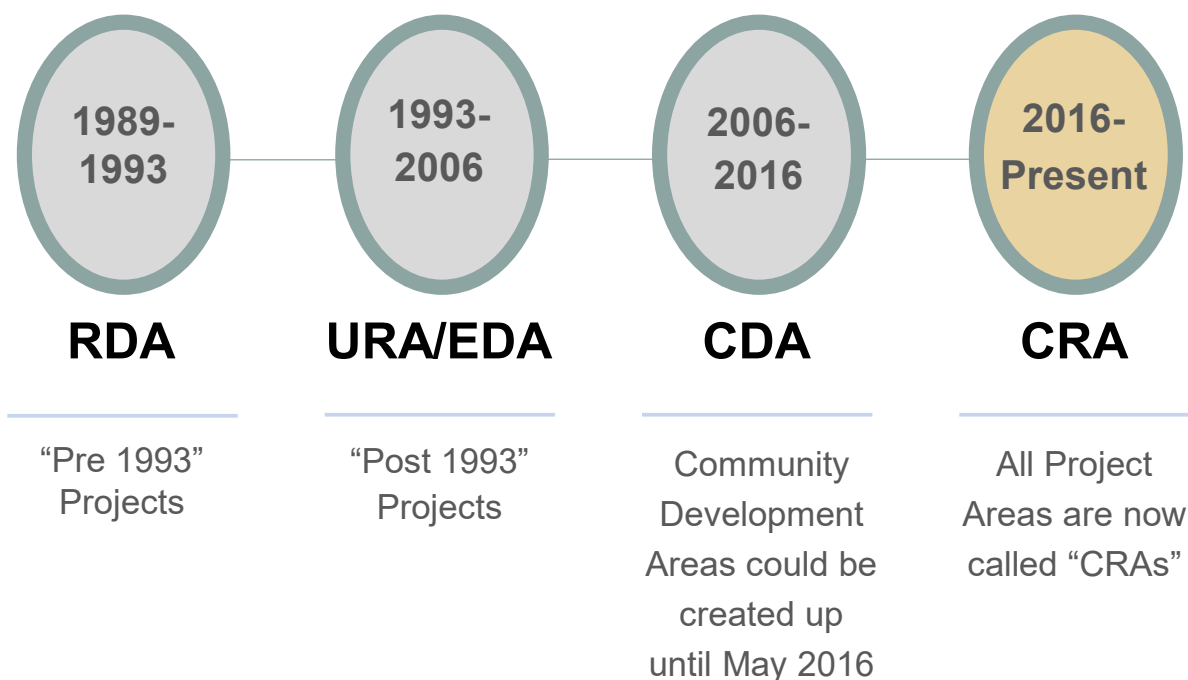 1989-
1993
RDA
“Pre 1993”
Projects
1993-
2006
URA/EDA
“Post 1993”
Projects
2006-
2016
CDA
Community
Development
Areas could be
created up
until May 2016
2016-
Present
CRA
All Project
Areas are now
called “CRAs”